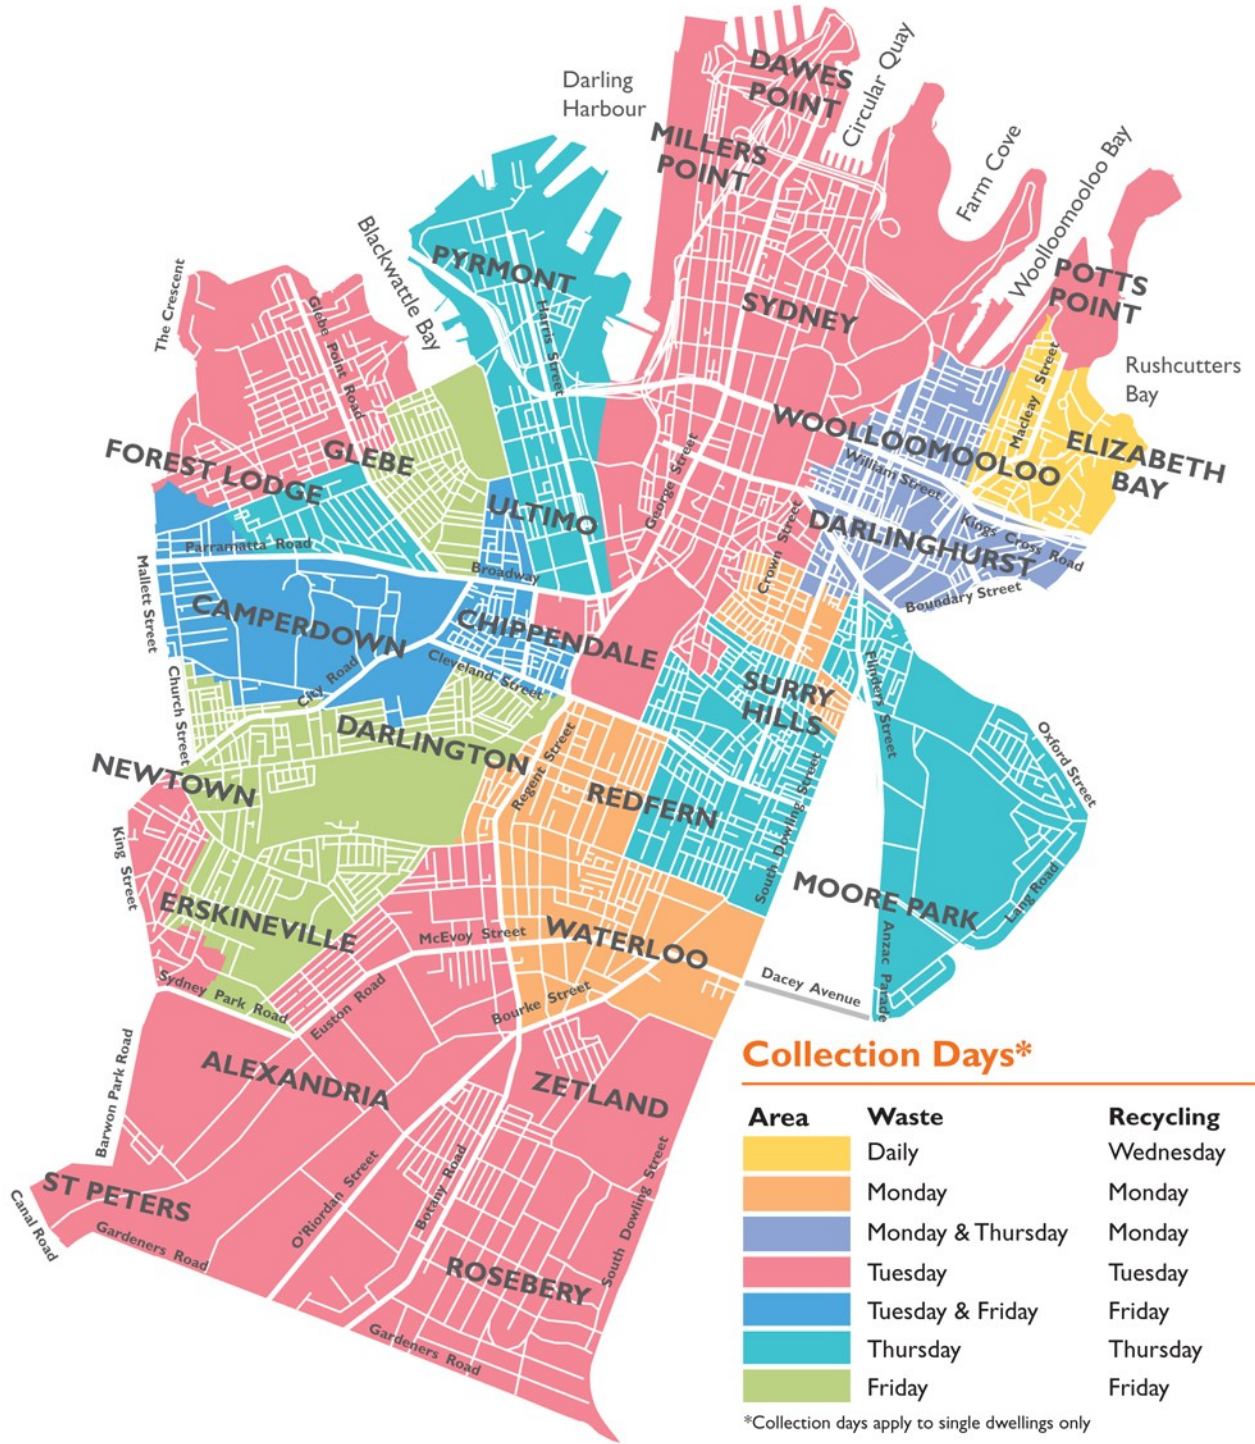 DAWES
POINT
Circular Quay
Darling
Harbour
MILLERS
POINT
Farm Cove
Woolloomooloo Bay
POTTS
POINT
Blackwattle Bay
PYRMONT
Harris Street
SYDNEY
The Crescent
Glebe Point Road
Rushcutters
Bay
Macleay Street
WOOLLOOMOOLOO
ELIZABETH
BAY
William Street
GLEBE
FOREST LODGE
ULTIMO
George Street
Crown Street
DARLINGHURST
Kings Cross Road
Boundary Street
Parramatta Road
Broadway
Mallett Street
CAMPERDOWN
CHIPPENDALE
Cleveland Street
City Road
Church Street
SURRY
HILLS
Flinders Street
Oxford Street
DARLINGTON
Regent Street
NEWTOWN
REDFERN
South Dowling Street
King Street
MOORE PARK
Lang Road
Anzac Parade
ERSKINEVILLE
McEvoy Street
WATERLOO
Dacey Avenue
Sydney Park Road
Euston Road
Bourke Street
ALEXANDRIA
ZETLAND
Barwon Park Road
ST PETERS
Canal Road
Gardeners Road
O'Riordan Street
Botany Road
South Dowling Street
ROSEBERY
Gardeners Road
Collection Days*
Area Waste Recycling
Daily Wednesday
Monday Monday
Monday & Thursday Monday
Tuesday Tuesday
Tuesday & Friday Friday
Thursday Thursday
Friday Friday
*Collection days apply to single dwellings only